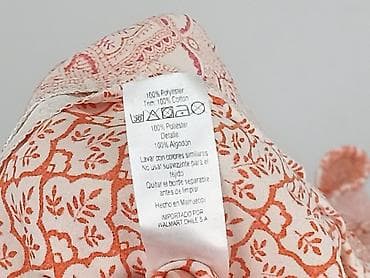 100% Polyester
Trim: 100% Cotton
100% Poliéster
Detalle:
100% Algodón
Lavar con colores similares
No usar suavizante para el
tejido
Quitar el borde separable
antes de limpiar
Hecho en Marruecos
IMPORTADO POR
WALMART CHILE S.A